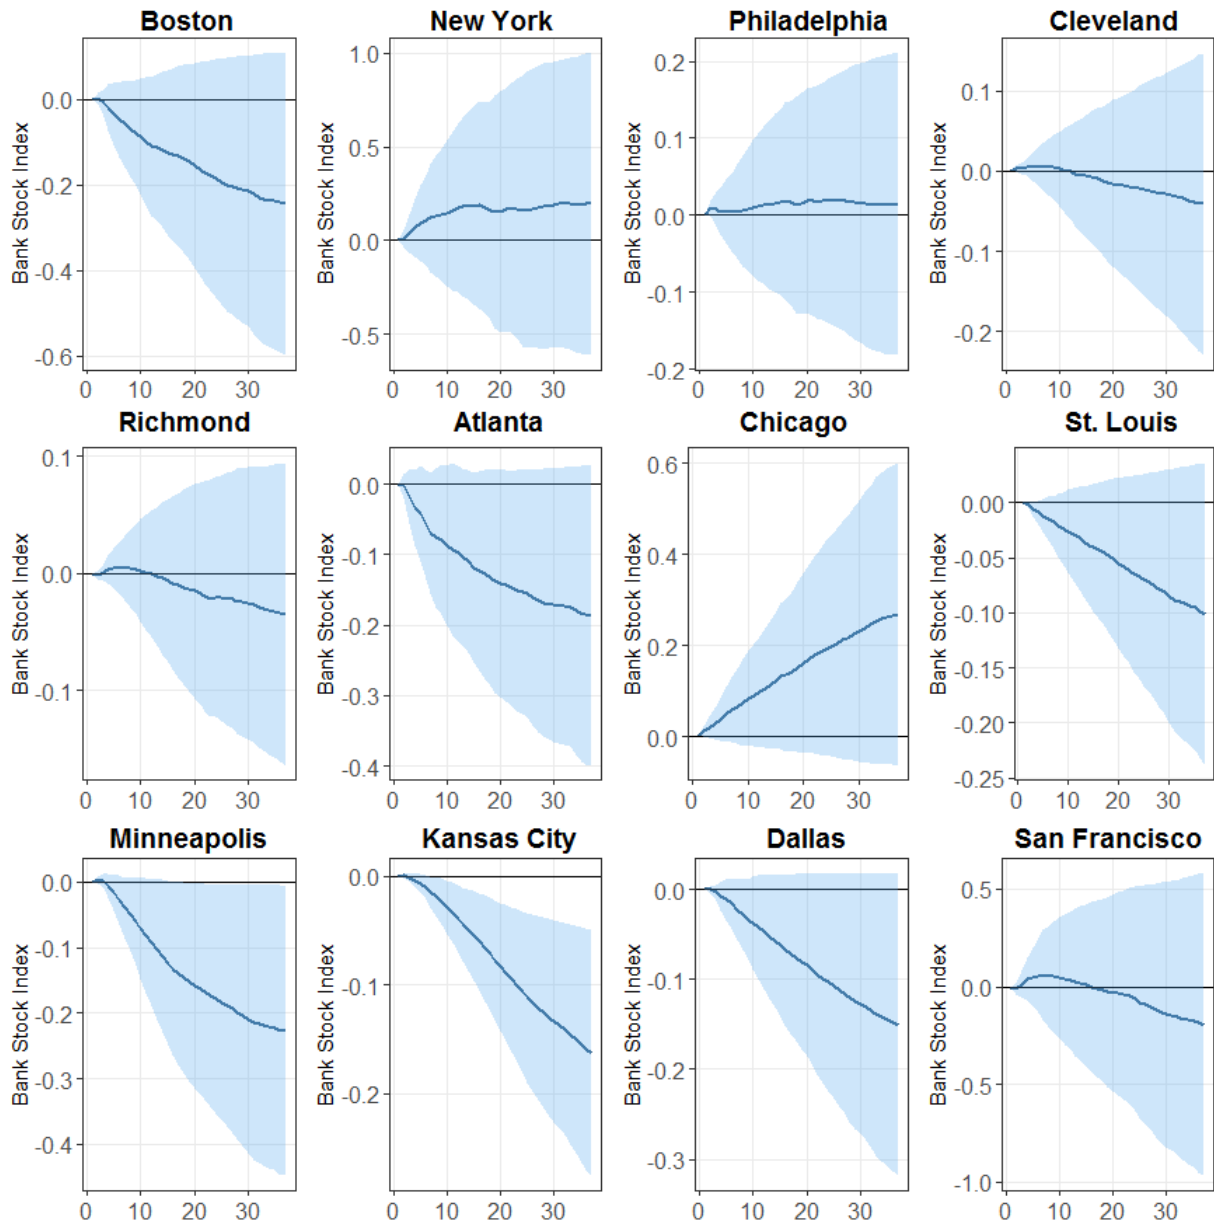 Boston New York Philadelphia Cleveland
Bank Stock Index Bank Stock Index Bank Stock Index Bank Stock Index
0.0 -0.2 -0.4 -0.6
1.0 0.5 0.0 -0.5
0.2 0.1 0.0 -0.1 -0.2
0.1 0.0 -0.1 -0.2
0 10 20 30 0 10 20 30 0 10 20 30 0 10 20 30
Richmond Atlanta Chicago St. Louis
Bank Stock Index Bank Stock Index Bank Stock Index Bank Stock Index
0.1 0.0 -0.1
0.0 -0.1 -0.2 -0.3 -0.4
0.6 0.4 0.2 0.0
0.00 -0.05 -0.10 -0.15 -0.20 -0.25
0 10 20 30 0 10 20 30 0 10 20 30 0 10 20 30
Minneapolis Kansas City Dallas San Francisco
Bank Stock Index Bank Stock Index Bank Stock Index Bank Stock Index
0.0 -0.1 -0.2 -0.3 -0.4
0.0 -0.1 -0.2
0.0 -0.1 -0.2 -0.3
0.5 0.0 -0.5 -1.0
0 10 20 30 0 10 20 30 0 10 20 30 0 10 20 30